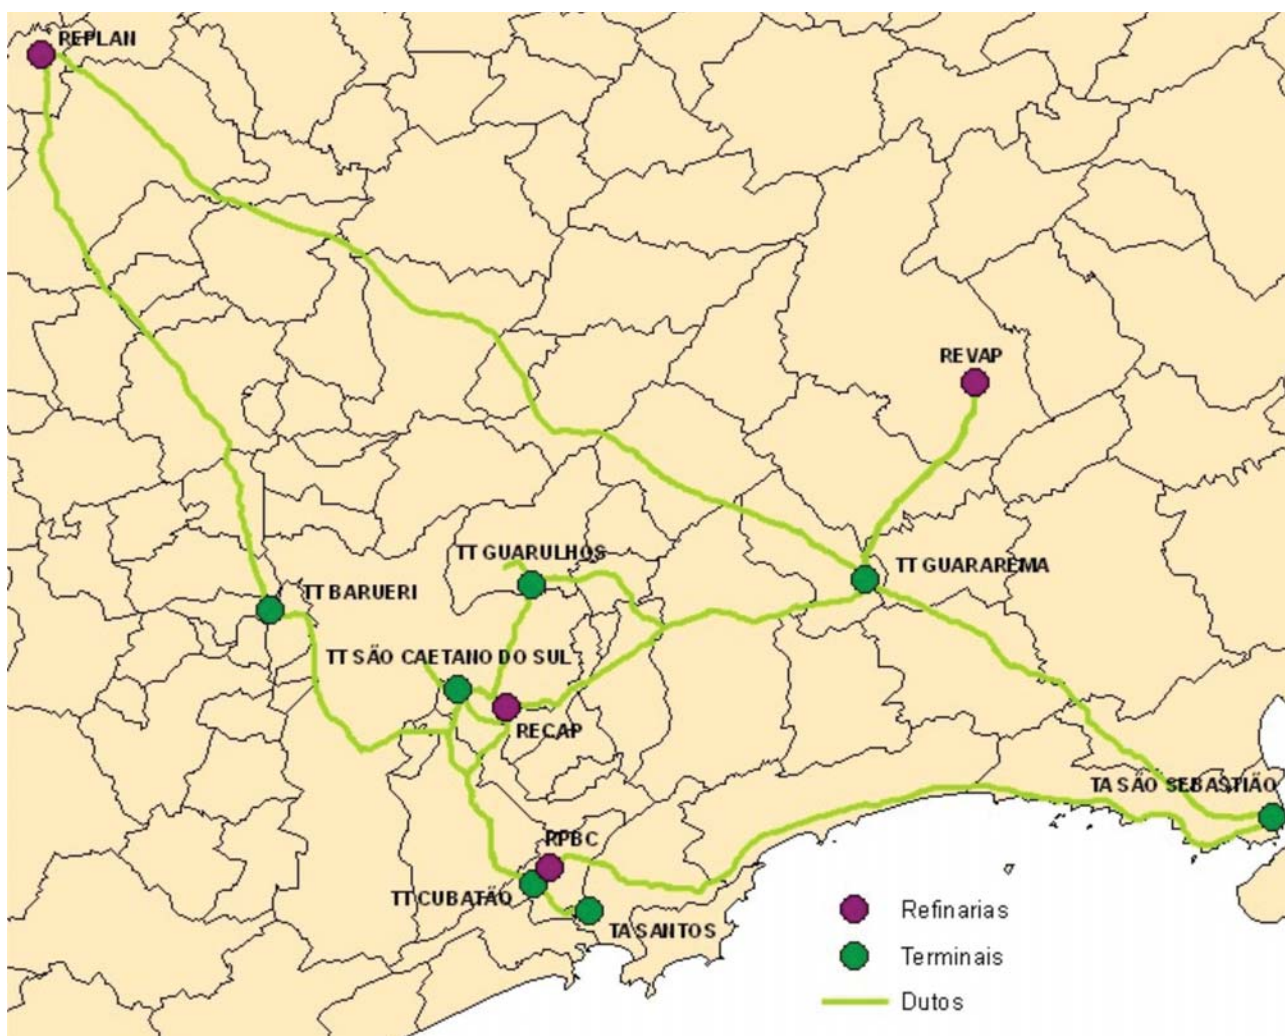 REPLAN
REVAP
TT GUARULHOS
TT GUARAREMA
TT BARUERI
TT SÃO CAETANO DO SUL
RECAP
TA SÃO SEBASTIÃO
RPBC
TT CUBATÃO
TA SANTOS
Refinarias
Terminais
Dutos